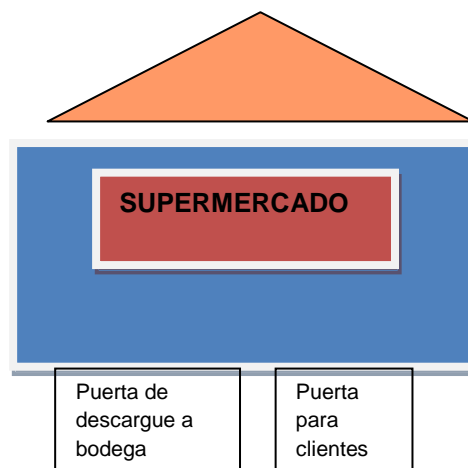 SUPERMERCADO
Puerta de
descargue a
bodega
Puerta
para
clientes